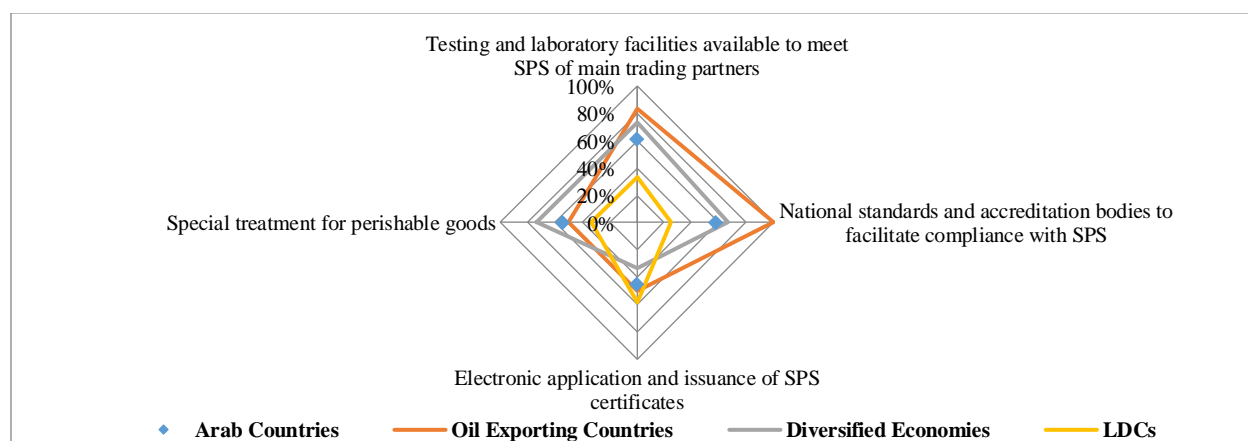 Testing and laboratory facilities available to meet
SPS of main trading partners
100%
80%
60%
40%
20%
0%
Special treatment for perishable goods
National standards and accreditation bodies to
facilitate compliance with SPS
Electronic application and issuance of SPS
certificates
Arab Countries Oil Exporting Countries Diversified Economies LDCs